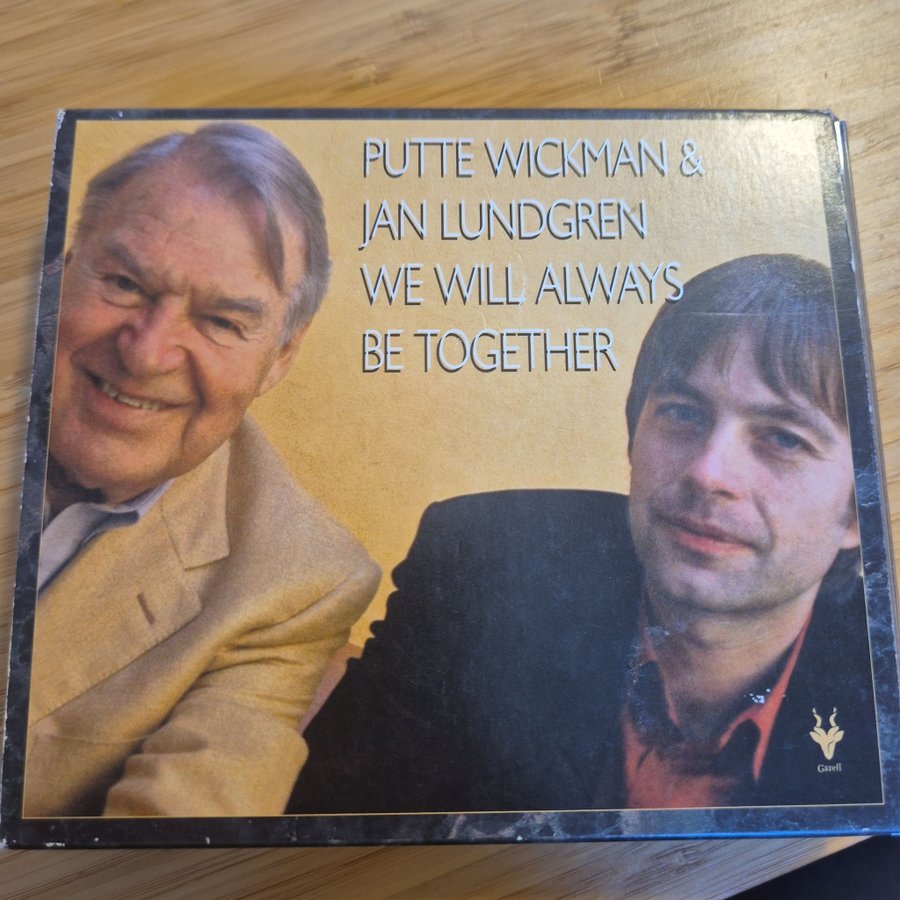 PUTTE WICKMAN &
JAN LUNDGREN
WE WILL ALWAYS
BE TOGETHER
Gazell